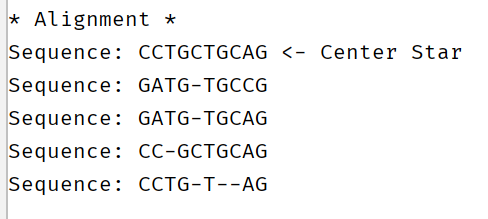 * Alignment *
Sequence: CCTGCTGCAG <- Center Star
Sequence: GATG-TGCCG
Sequence: GATG-TGCAG
Sequence: CC-GCTGCAG
Sequence: CCTG-T--AG